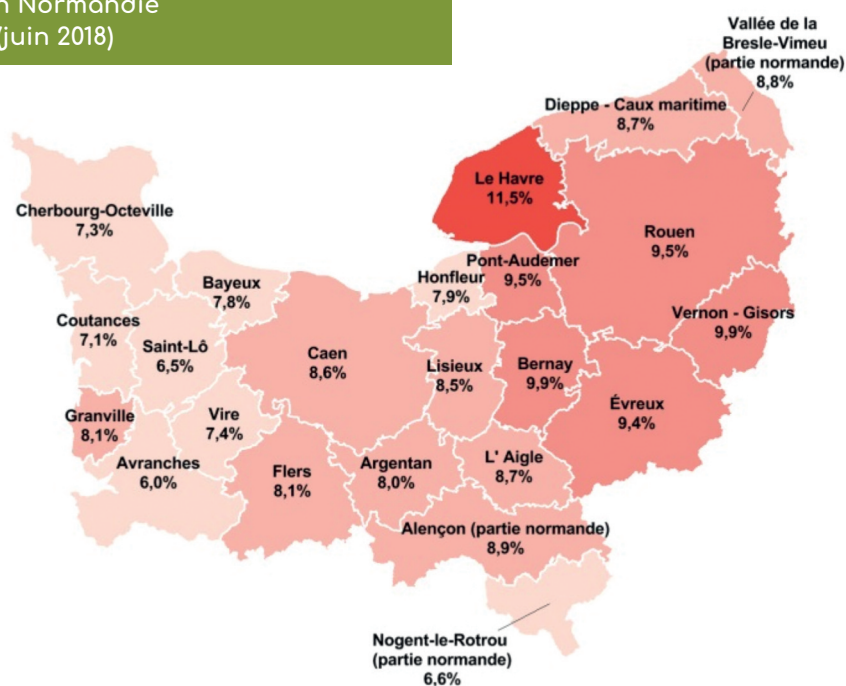 en Normandie
(juin 2018)
Vallée de la
Bresle-Vimeu
(partie normande)
8,8%
Dieppe - Caux maritime
8,7%
Le Havre
11,5%
Cherbourg-Octeville
7,3%
Rouen
9,5%
Pont-Audemer
9,5%
Honfleur
7,9%
Bayeux
7,8%
Vernon - Gisors
9,9%
Coutances
7,1%
Saint-Lô
6,5%
Caen
8,6%
Lisieux
8,5%
Bernay
9,9%
Évreux
9,4%
Granville
8,1%
Vire
7,4%
Avranches
6,0%
Flers
8,1%
Argentan
8,0%
L' Aigle
8,7%
Alençon (partie normande)
8,9%
Nogent-le-Rotrou
(partie normande)
6,6%